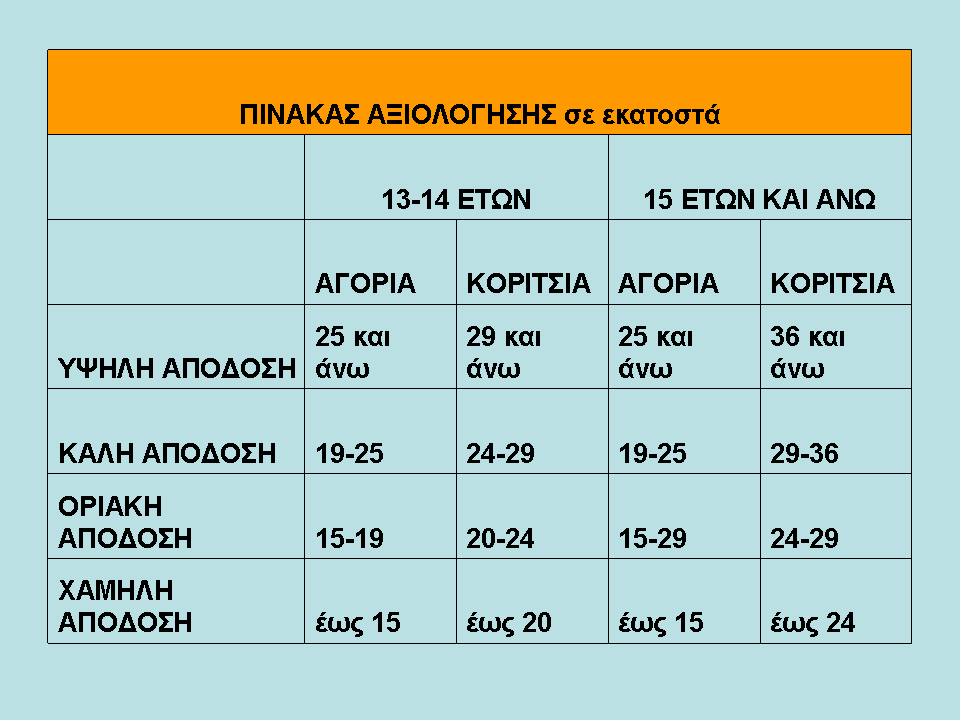 ΠΙΝΑΚΑΣ ΑΞΙΟΛΟΓΗΣΗΣ σε εκατοστά
13-14 ΕΤΩΝ 15 ΕΤΩΝ ΚΑΙ ΑΝΩ
ΑΓΟΡΙΑ ΚΟΡΙΤΣΙΑ ΑΓΟΡΙΑ ΚΟΡΙΤΣΙΑ
25 και 29 και 25 και 36 και
ΥΨΗΛΗ ΑΠΟΔΟΣΗ άνω άνω άνω άνω
ΚΑΛΗ ΑΠΟΔΟΣΗ 19-25 24-29 19-25 29-36
ΟΡΙΑΚΗ
ΑΠΟΔΟΣΗ 15-19 20-24 15-29 24-29
ΧΑΜΗΛΗ
ΑΠΟΔΟΣΗ έως 15 έως 20 έως 15 έως 24